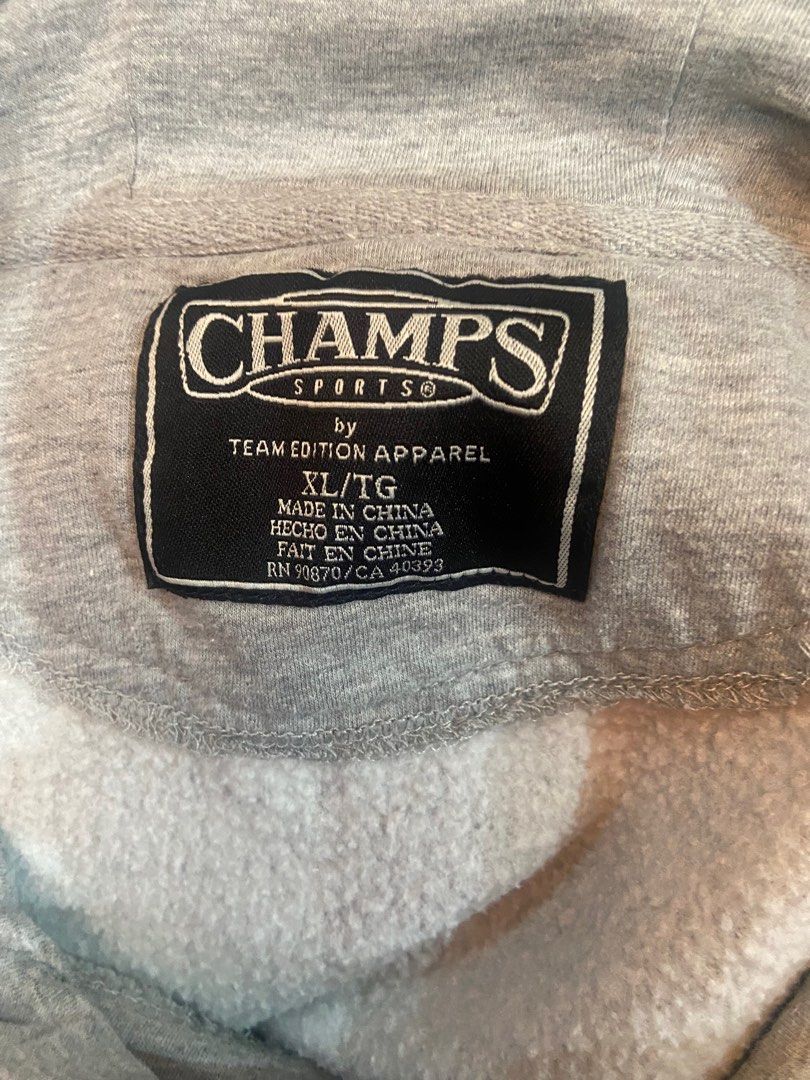 CHAMPS
SPORTS®
by
TEAM EDITION APPAREL
XL/TG
MADE IN CHINA
HECHO EN CHINA
FAIT EN CHINE
RN 90870/CA 40393